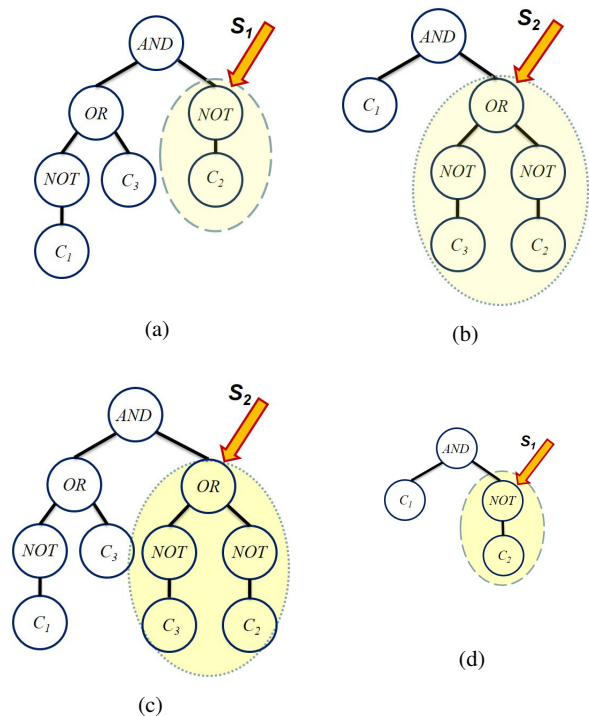 S1
AND
OR
NOT
NOT
C3
C2
C1
(a)
S2
AND
C1
OR
NOT
NOT
C3
C2
(b)
S2
AND
OR
OR
NOT
C3
NOT
NOT
C1
C3
C2
(c)
S1
AND
C1
NOT
C2
(d)